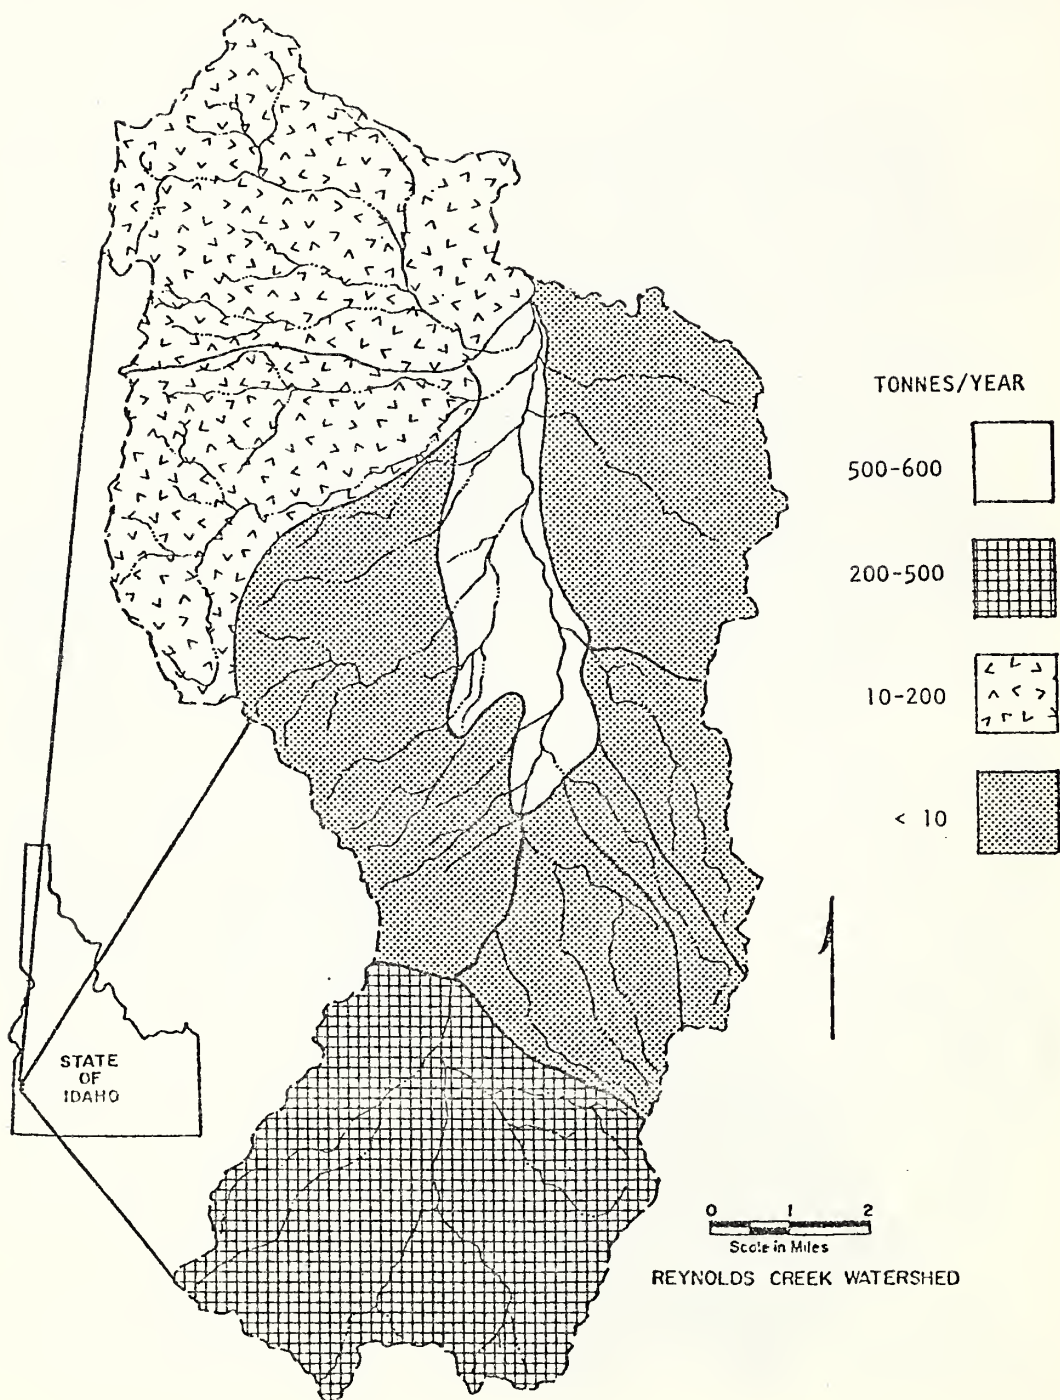 TONNES/YEAR
500-600
200-500
10-200
< 10
STATE
OF
IDAHO
0 1 2
Scale in Miles
REYNOLDS CREEK WATERSHED